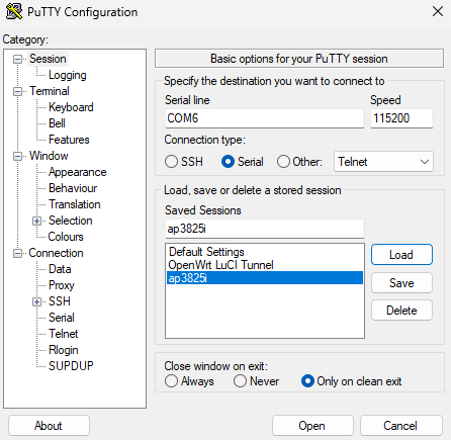 PuTTY Configuration
Category:
Session
Logging
Terminal
Keyboard
Bell
Features
Window
Appearance
Behaviour
Translation
Selection
Colours
Connection
Data
Proxy
SSH
Serial
Telnet
Rlogin
SUPDUP
Basic options for your PuTTY session
Specify the destination you want to connect to
Serial line Speed
COM6 115200
Connection type:
SSH Serial Other: Telnet
Load, save or delete a stored session
Saved Sessions
ap3825i
Default Settings
OpenWrt LuCI Tunnel
ap3825i
Load
Save
Delete
Close window on exit:
Always Never Only on clean exit
About Open Cancel